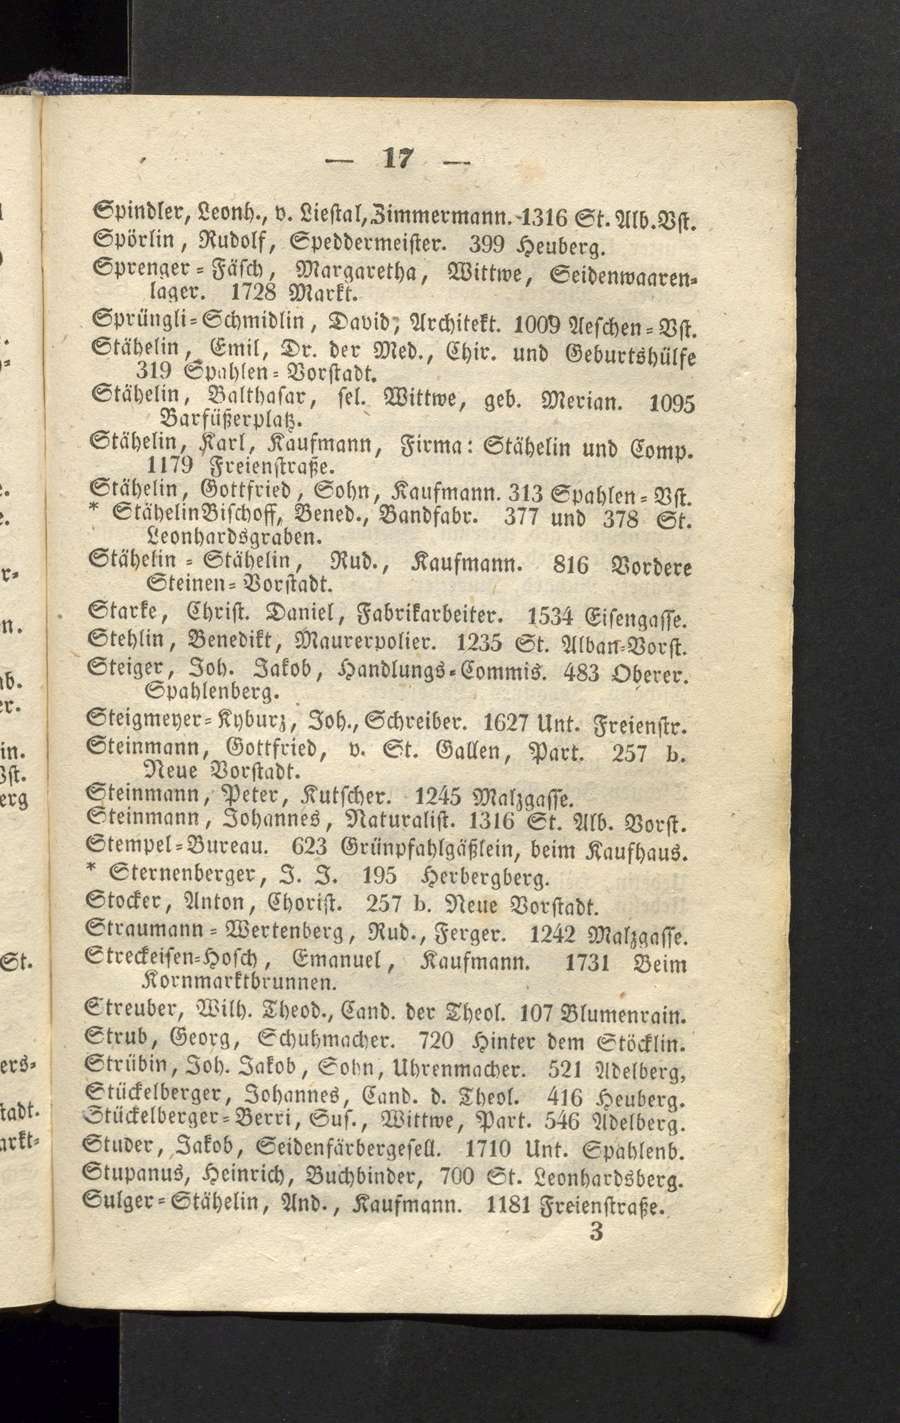 — 17 —
Spindler, Leonh., v. Liestal, Zimmermann. 1316 St. Alb. Vst.
Spörlin, Rudolf, Speddermeister. 399 Heuberg.
Sprenger=Fäsch, Margaretha, Wittwe, Seidenwaaren=
lager. 1728 Markt.
Sprüngli=Schmidlin, David, Architekt. 1009 Aeschen=Vst.
Stähelin, Emil, Dr. der Med., Chir. und Geburtshülfe
319 Spahlen=Vorstadt.
Stähelin, Balthasar, sel. Wittwe, geb. Merian. 1095
Barfüßerplatz.
Stähelin, Karl, Kaufmann, Firma: Stähelin und Comp.
1179 Freienstraße.
Stähelin, Gottfried, Sohn, Kaufmann. 313 Spahlen=Vst.
* StähelinBischoff, Bened., Bandfabr. 377 und 378 St.
Leonhardsgraben.
Stähelin=Stähelin, Rud., Kaufmann. 816 Vordere
Steinen=Vorstadt.
Starke, Christ. Daniel, Fabrikarbeiter. 1534 Eisengasse.
Stehlin, Benedikt, Maurerpolier. 1235 St. Alban=Vorst.
Steiger, Joh. Jakob, Handlungs=Commis. 483 Oberer.
Spahlenberg.
Steigmeyer=Kyburz, Joh., Schreiber. 1627 Unt. Freienstr.
Steinmann, Gottfried, v. St. Gallen, Part. 257 b.
Neue Vorstadt.
Steinmann, Peter, Kutscher. 1245 Malzgasse.
Steinmann, Johannes, Naturalist. 1316 St. Alb. Vorst.
Stempel=Bureau. 623 Grünpfahlgäßlein, beim Kaufhaus.
* Sternenberger, J. J. 195 Herbergberg.
Stocker, Anton, Chorist. 257 b. Neue Vorstadt.
Straumann=Wertenberg, Rud., Ferger. 1242 Malzgasse.
Streckeisen=Hosch, Emanuel, Kaufmann. 1731 Beim
Kornmarktbrunnen.
Streuber, Wilh. Theod., Cand. der Theol. 107 Blumenrain.
Strub, Georg, Schuhmacher. 720 Hinter dem Stöcklin.
Strübin, Joh. Jakob, Sohn, Uhrenmacher. 521 Adelberg,
Stückelberger, Johannes, Cand. d. Theol. 416 Heuberg.
Stückelberger=Berri, Sus., Wittwe, Part. 546 Adelberg.
Studer, Jakob, Seidenfärbergesell. 1710 Unt. Spahlenb.
Stupanus, Heinrich, Buchbinder, 700 St. Leonhardsberg.
Sulger=Stähelin, And., Kaufmann. 1181 Freienstraße.
3